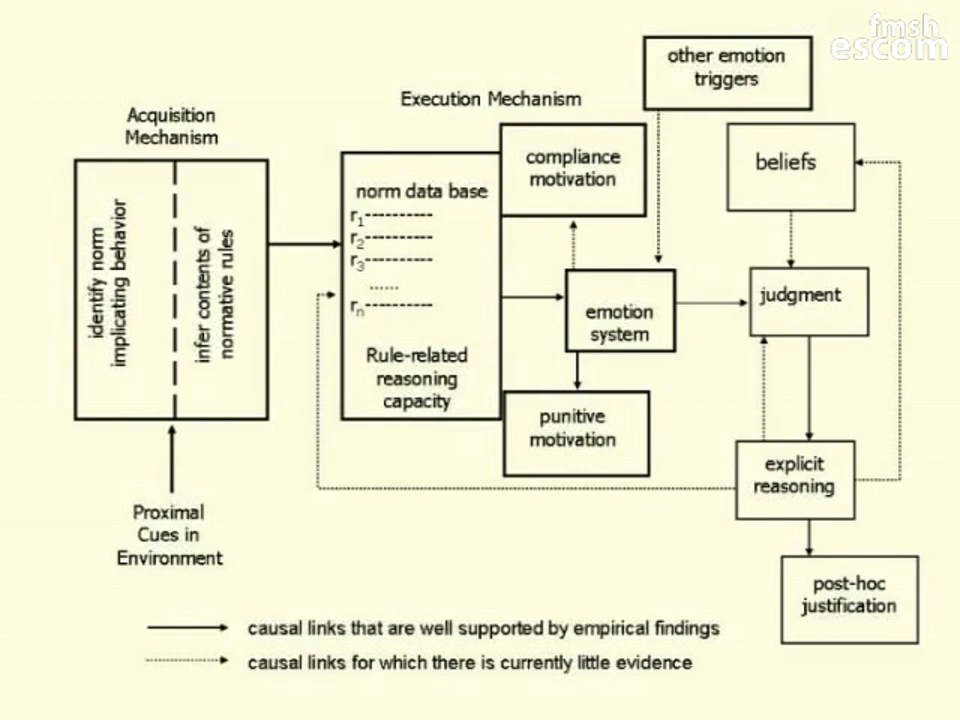 fmsh
escom
other emotion
triggers
Execution Mechanism
Acquisition
Mechanism
compliance
motivation
beliefs
identify norm
implicating behavior
infer contents of
normative rules
norm data base
r1-----------
r2-----------
r3-----------
......
rn-----------
Rule-related
reasoning
capacity
emotion
system
judgment
punitive
motivation
explicit
reasoning
Proximal
Cues in
Environment
post-hoc
justification
causal links that are well supported by empirical findings
causal links for which there is currently little evidence